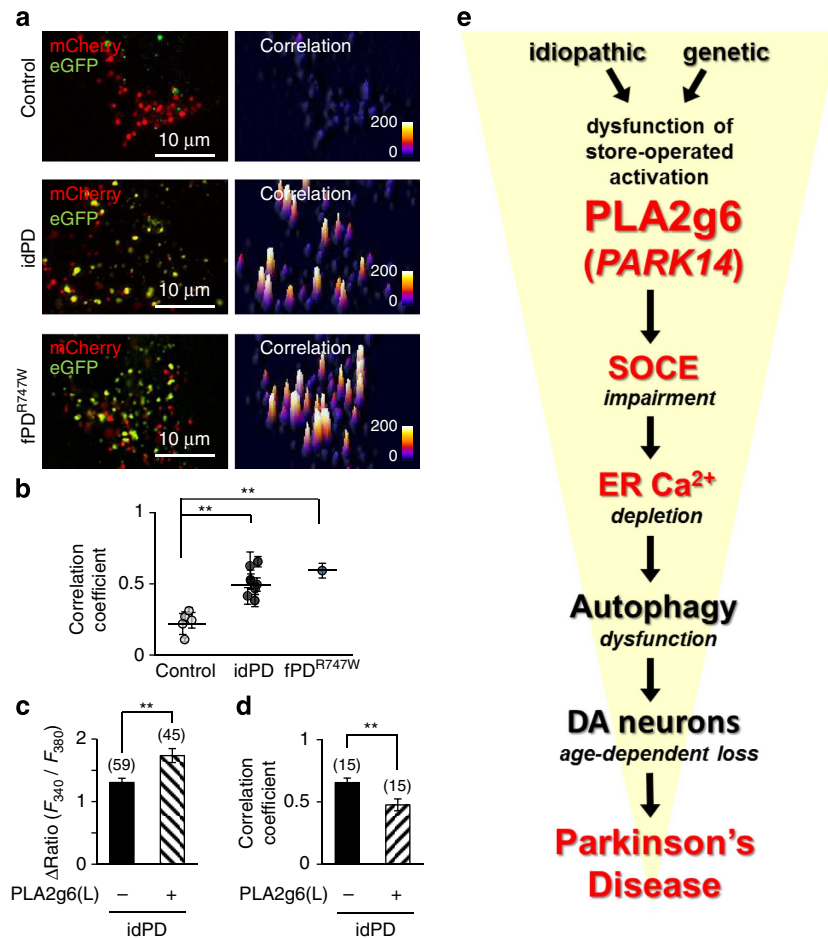 a
Control
mCherry
eGFP
10 μm
Correlation
200
0
idPD
mCherry
eGFP
10 μm
Correlation
200
0
fPD^R747W
mCherry
eGFP
10 μm
Correlation
200
0
b
Correlation
coefficient
1
0.5
0
**
**
Control
idPD
fPD^R747W
c
ΔRatio (F340 / F380)
2
1
0
**
(59)
(45)
PLA2g6(L)
– +
idPD
d
Correlation
coefficient
1
0.5
0
**
(15)
(15)
PLA2g6(L)
– +
idPD
e
idiopathic genetic
dysfunction of
store-operated
activation
PLA2g6
(PARK14)
SOCE
impairment
ER Ca²⁺
depletion
Autophagy
dysfunction
DA neurons
age-dependent loss
Parkinson's
Disease